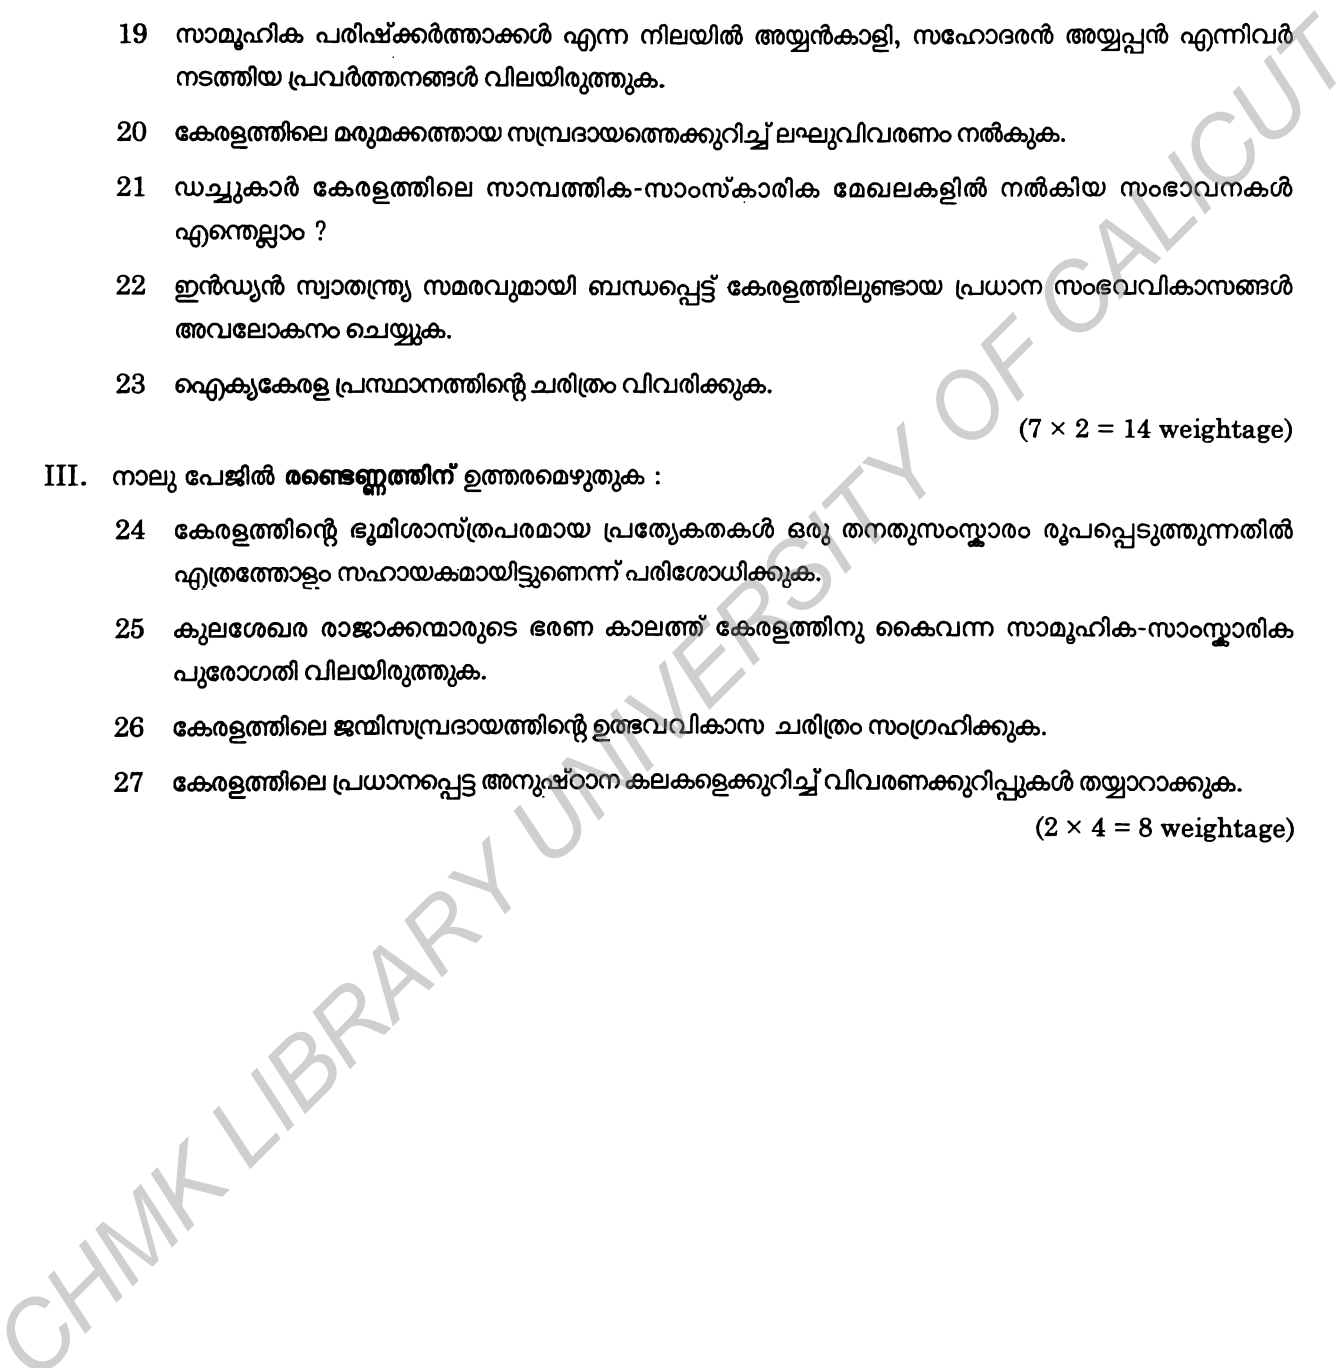 19 സാമൂഹിക പരിഷ്ക്കർത്താക്കൾ എന്ന നിലയിൽ അയ്യൻകാളി, സഹോദരൻ അയ്യപ്പൻ എന്നിവർ
നടത്തിയ പ്രവർത്തനങ്ങൾ വിലയിരുത്തുക.
20 കേരളത്തിലെ മരുമക്കത്തായ സമ്പ്രദായത്തെക്കുറിച്ച് ലഘുവിവരണം നൽകുക.
21 ഡച്ചുകാർ കേരളത്തിലെ സാമ്പത്തിക-സാംസ്കാരിക മേഖലകളിൽ നൽകിയ സംഭാവനകൾ
എന്തെല്ലാം ?
22 ഇൻഡ്യൻ സ്വാതന്ത്ര്യ സമരവുമായി ബന്ധപ്പെട്ട് കേരളത്തിലുണ്ടായ പ്രധാന സംഭവവികാസങ്ങൾ
അവലോകനം ചെയ്യുക.
23 ഐക്യകേരള പ്രസ്ഥാനത്തിന്റെ ചരിത്രം വിവരിക്കുക.
(7 × 2 = 14 weightage)
III. നാലു പേജിൽ രണ്ടെണ്ണത്തിന് ഉത്തരമെഴുതുക :
24 കേരളത്തിന്റെ ഭൂമിശാസ്ത്രപരമായ പ്രത്യേകതകൾ ഒരു തനതുസംസ്കാരം രൂപപ്പെടുത്തുന്നതിൽ
എത്രത്തോളം സഹായകമായിട്ടുണെന്ന് പരിശോധിക്കുക.
25 കുലശേഖര രാജാക്കന്മാരുടെ ഭരണ കാലത്ത് കേരളത്തിനു കൈവന്ന സാമൂഹിക-സാംസ്കാരിക
പുരോഗതി വിലയിരുത്തുക.
26 കേരളത്തിലെ ജന്മിസമ്പ്രദായത്തിന്റെ ഉത്ഭവവികാസ ചരിത്രം സംഗ്രഹിക്കുക.
27 കേരളത്തിലെ പ്രധാനപ്പെട്ട അനുഷ്ഠാന കലകളെക്കുറിച്ച് വിവരണക്കുറിപ്പുകൾ തയ്യാറാക്കുക.
(2 × 4 = 8 weightage)
CHMK LIBRARY UNIVERSITY OF CALICUT